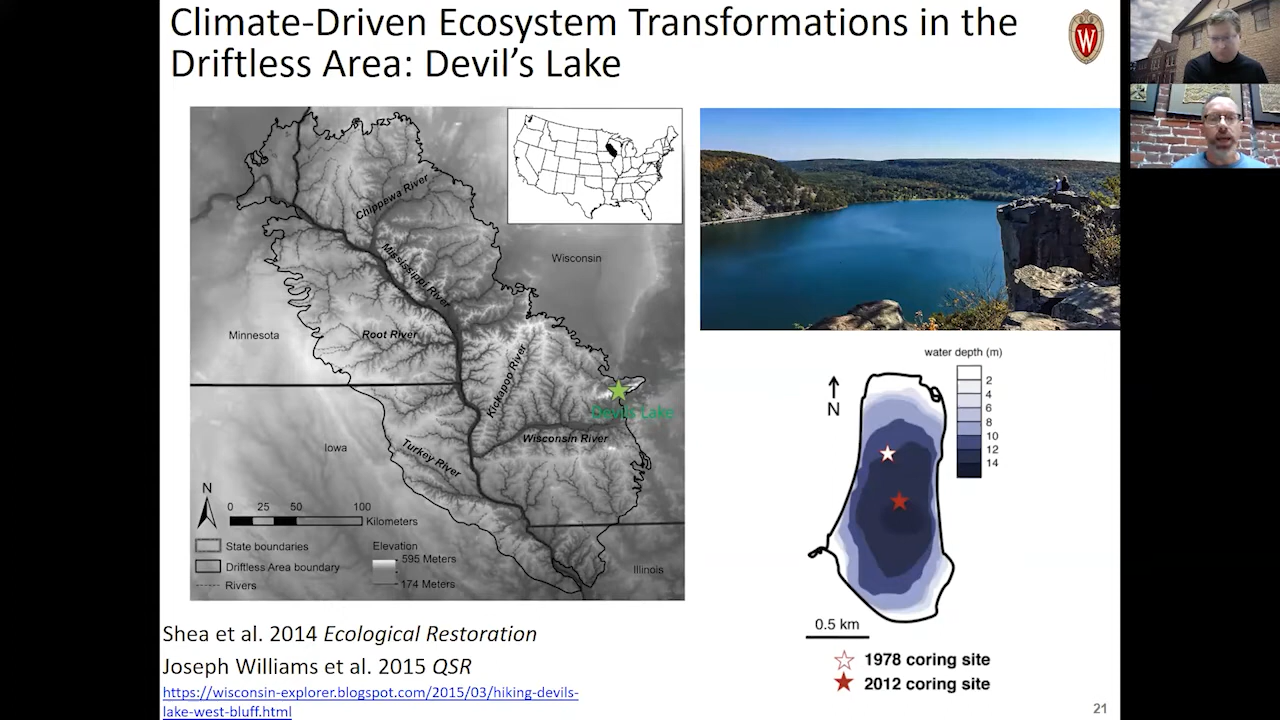 Climate-Driven Ecosystem Transformations in the
Driftless Area: Devil's Lake
W
Chippewa River
Mississippi River
Wisconsin
Minnesota
Root River
Kickapoo River
Devils Lake
Wisconsin River
Iowa
Turkey River
N
0 25 50 100
Kilometers
State boundaries
Driftless Area boundary
Rivers
Elevation
595 Meters
174 Meters
Illinois
water depth (m)
2
4
6
8
10
12
14
N
0.5 km
1978 coring site
2012 coring site
Shea et al. 2014 Ecological Restoration
Joseph Williams et al. 2015 QSR
https://wisconsin-explorer.blogspot.com/2015/03/hiking-devils-
lake-west-bluff.html
21